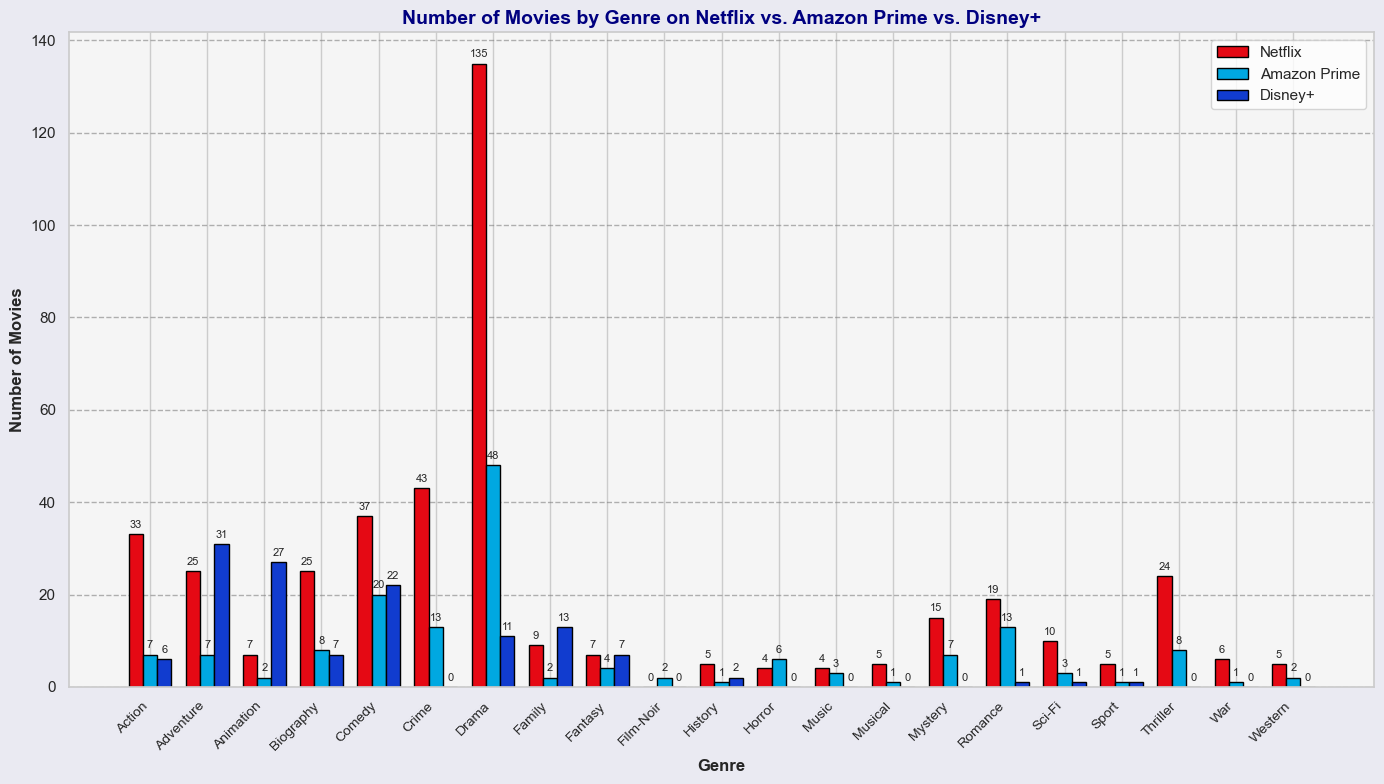 Number of Movies by Genre on Netflix vs. Amazon Prime vs. Disney+
Netflix
Amazon Prime
Disney+
Number of Movies
140
120
100
80
60
40
20
0
33 7 6
25 7 31
7 2 27
25 8 7
37 20 22
43 13 0
135 48 11
9 2 13
7 4 7
0 2 0
5 1 2
4 6 0
4 3 0
5 1 0
15 7 0
19 13 1
10 3 1
5 1 1
24 8 0
6 1 0
5 2 0
Action
Adventure
Animation
Biography
Comedy
Crime
Drama
Family
Fantasy
Film-Noir
History
Horror
Music
Musical
Mystery
Romance
Sci-Fi
Sport
Thriller
War
Western
Genre